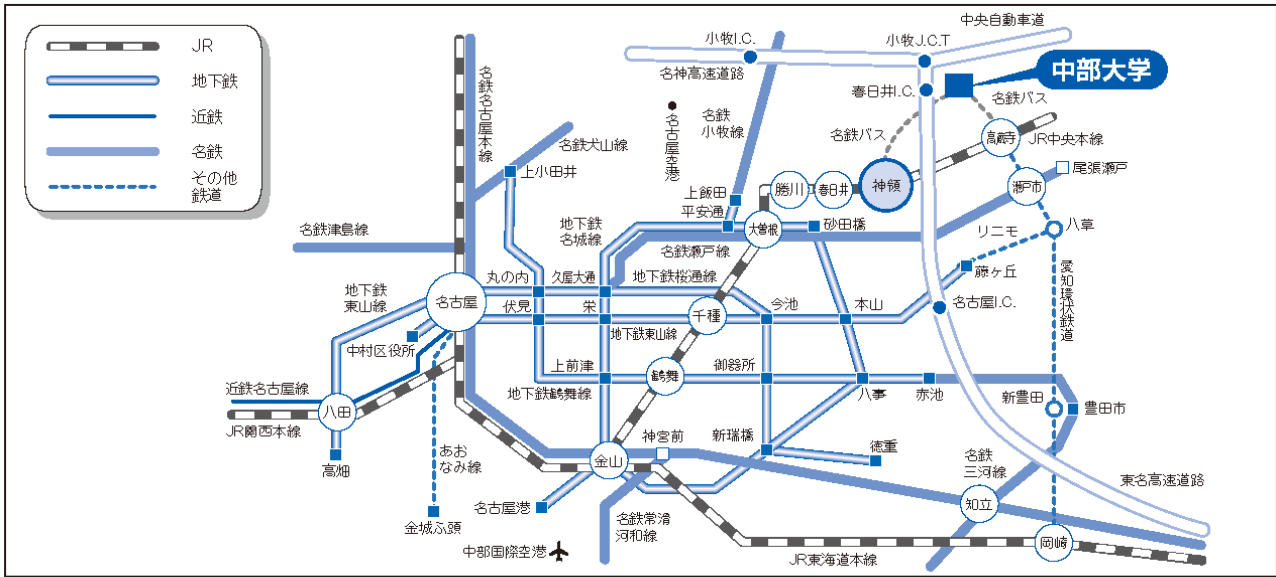 JR
地下鉄
近鉄
名鉄
その他
鉄道
名鉄名古屋本線
名鉄犬山線
上小田井
名鉄津島線
小牧I.C.
名神高速道路
小牧J.C.T
中央自動車道
中部大学
春日井I.C.
名鉄バス
名鉄バス
名古屋空港
名鉄
小牧線
高蔵寺
JR中央本線
尾張瀬戸
上飯田
平安通
勝川
春日井
神領
瀬戸市
地下鉄
名城線
大曽根
砂田橋
名鉄瀬戸線
リニモ
八草
藤ヶ丘
丸の内
久屋大通
地下鉄桜通線
地下鉄
東山線
名古屋
伏見
栄
地下鉄東山線
千種
今池
本山
名古屋I.C.
愛知環状鉄道
中村区役所
上前津
地下鉄鶴舞線
鶴舞
御器所
八事
赤池
新豊田
豊田市
近鉄名古屋線
JR関西本線
八田
高畑
あお
なみ線
金城ふ頭
金山
神宮前
新瑞橋
徳重
名古屋港
名鉄常滑
河和線
中部国際空港
名鉄
三河線
知立
東名高速道路
岡崎
JR東海道本線